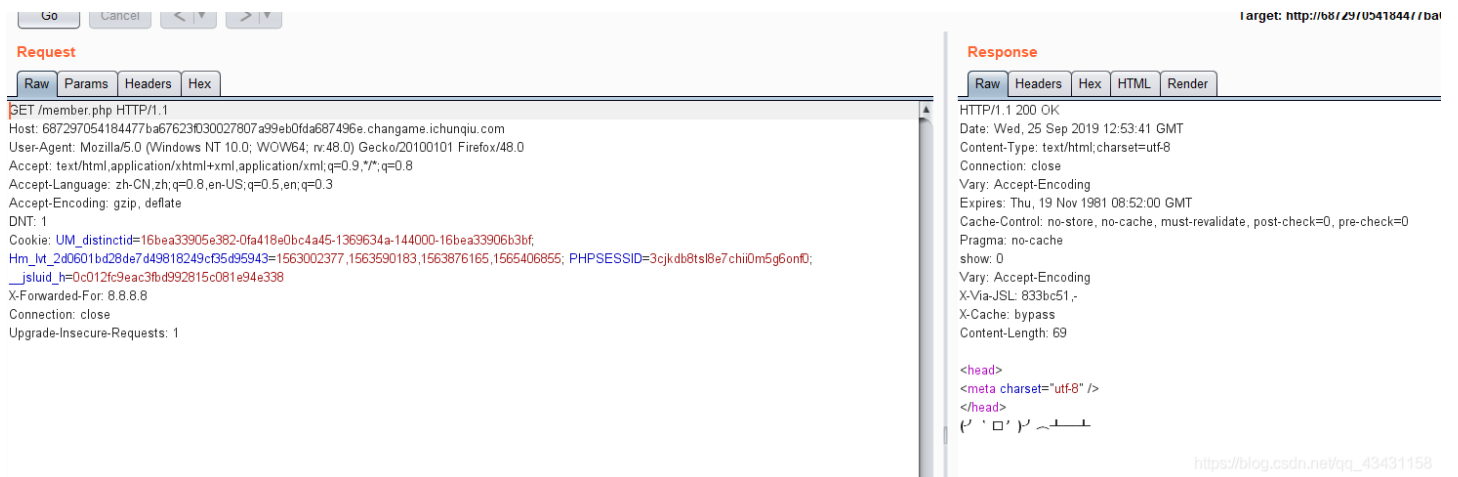 Go Cancel < > Target: http://687297054184477ba
Request
Raw Params Headers Hex
GET /member.php HTTP/1.1
Host: 687297054184477ba67623f030027807a99eb0fda687496e.changame.ichunqiu.com
User-Agent: Mozilla/5.0 (Windows NT 10.0; WOW64; rv:48.0) Gecko/20100101 Firefox/48.0
Accept: text/html,application/xhtml+xml,application/xml;q=0.9,*/*;q=0.8
Accept-Language: zh-CN,zh;q=0.8,en-US;q=0.5,en;q=0.3
Accept-Encoding: gzip, deflate
DNT: 1
Cookie: UM_distinctid=16bea33905e382-0fa418e0bc4a45-1369634a-144000-16bea33906b3bf;
Hm_lvt_2d0601bd28de7d49818249cf35d95943=1563002377,1563590183,1563876165,1565406855; PHPSESSID=3cjkdb8tsl8e7chii0m5g6onf0;
__jsluid_h=0c012fc9eac3fbd992815c081e94e338
X-Forwarded-For: 8.8.8.8
Connection: close
Upgrade-Insecure-Requests: 1
Response
Raw Headers Hex HTML Render
HTTP/1.1 200 OK
Date: Wed, 25 Sep 2019 12:53:41 GMT
Content-Type: text/html;charset=utf-8
Connection: close
Vary: Accept-Encoding
Expires: Thu, 19 Nov 1981 08:52:00 GMT
Cache-Control: no-store, no-cache, must-revalidate, post-check=0, pre-check=0
Pragma: no-cache
show: 0
Vary: Accept-Encoding
X-Via-JSL: 833bc51,-
X-Cache: bypass
Content-Length: 69
<head>
<meta charset="utf-8" />
</head>
(╯‵□′)╯︵┻━┻
https://blog.csdn.net/qq_43431158